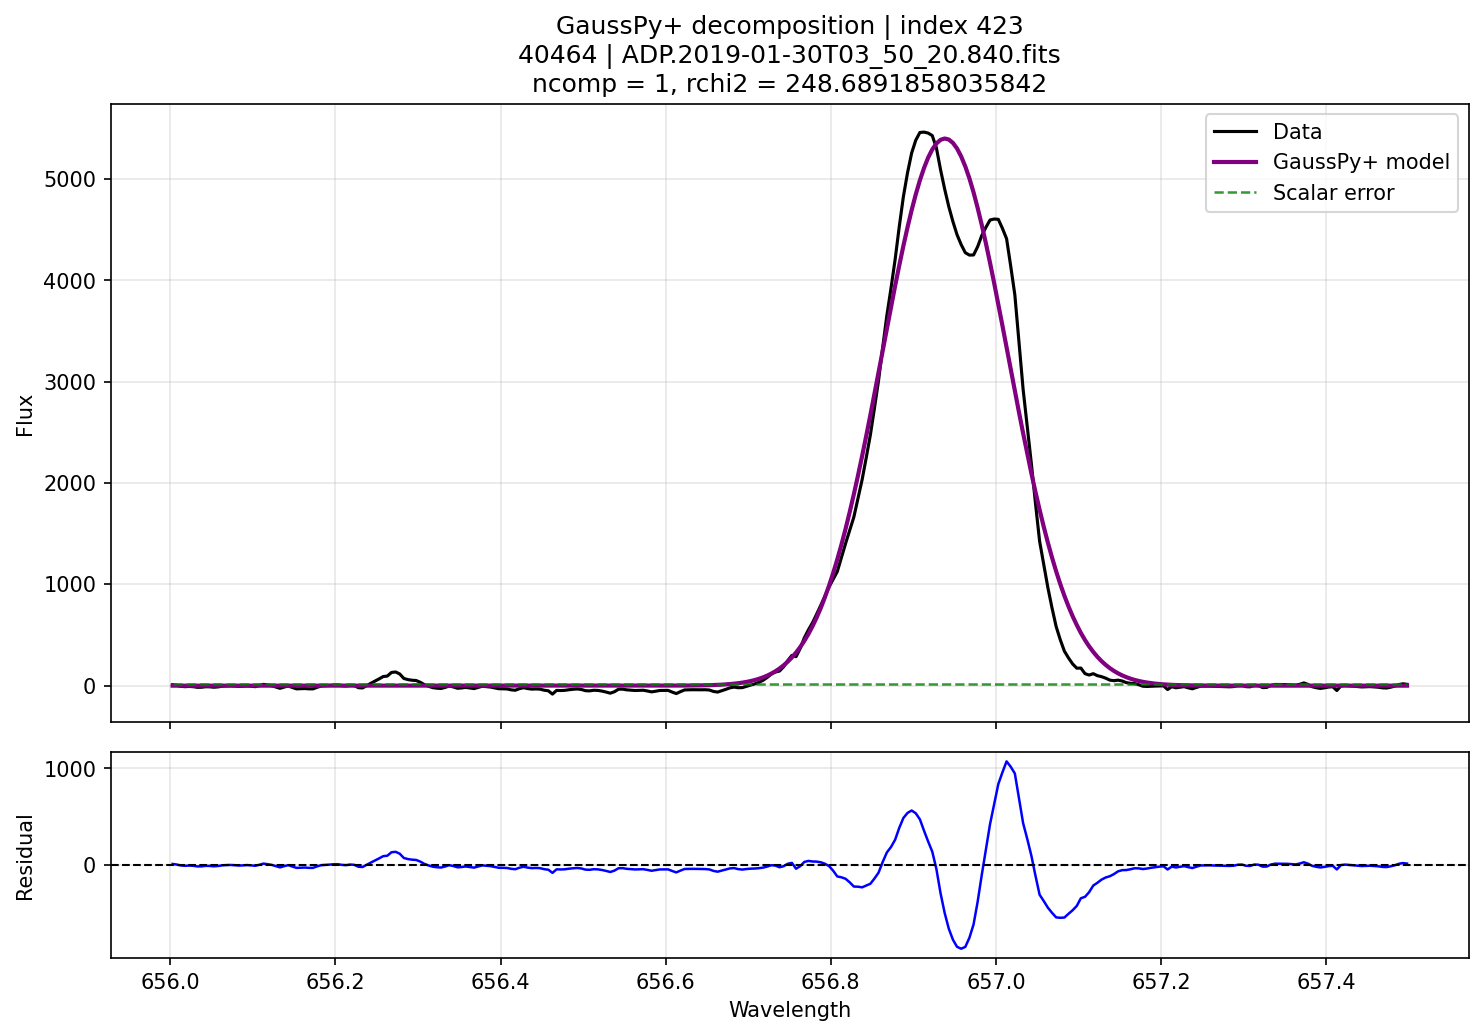 GaussPy+ decomposition | index 423
40464 | ADP.2019-01-30T03_50_20.840.fits
ncomp = 1, rchi2 = 248.6891858035842
Data
GaussPy+ model
Scalar error
Flux
5000
4000
3000
2000
1000
0
Residual
1000
0
656.0 656.2 656.4 656.6 656.8 657.0 657.2 657.4
Wavelength